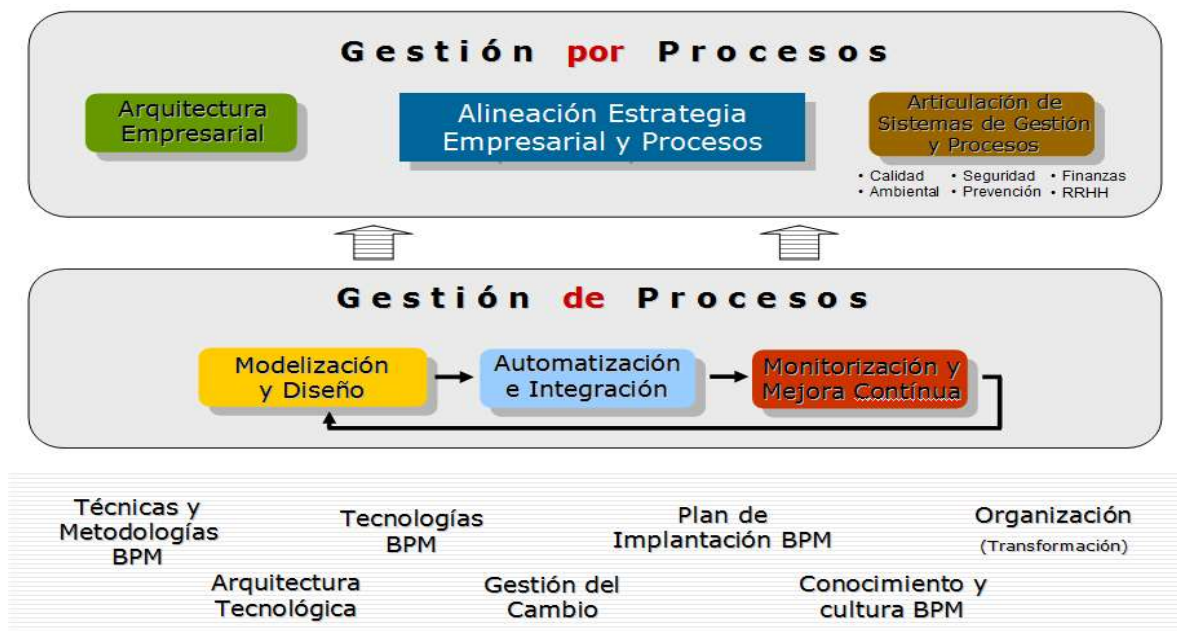 Gestión por Procesos
Arquitectura
Empresarial
Alineación Estrategia
Empresarial y Procesos
Articulación de
Sistemas de Gestión
y Procesos
• Calidad • Seguridad • Finanzas
• Ambiental • Prevención • RRHH
Gestión de Procesos
Modelización
y Diseño
Automatización
e Integración
Monitorización y
Mejora Contínua
Técnicas y
Metodologías
BPM
Tecnologías
BPM
Plan de
Implantación BPM
Organización
(Transformación)
Arquitectura
Tecnológica
Gestión del
Cambio
Conocimiento y
cultura BPM